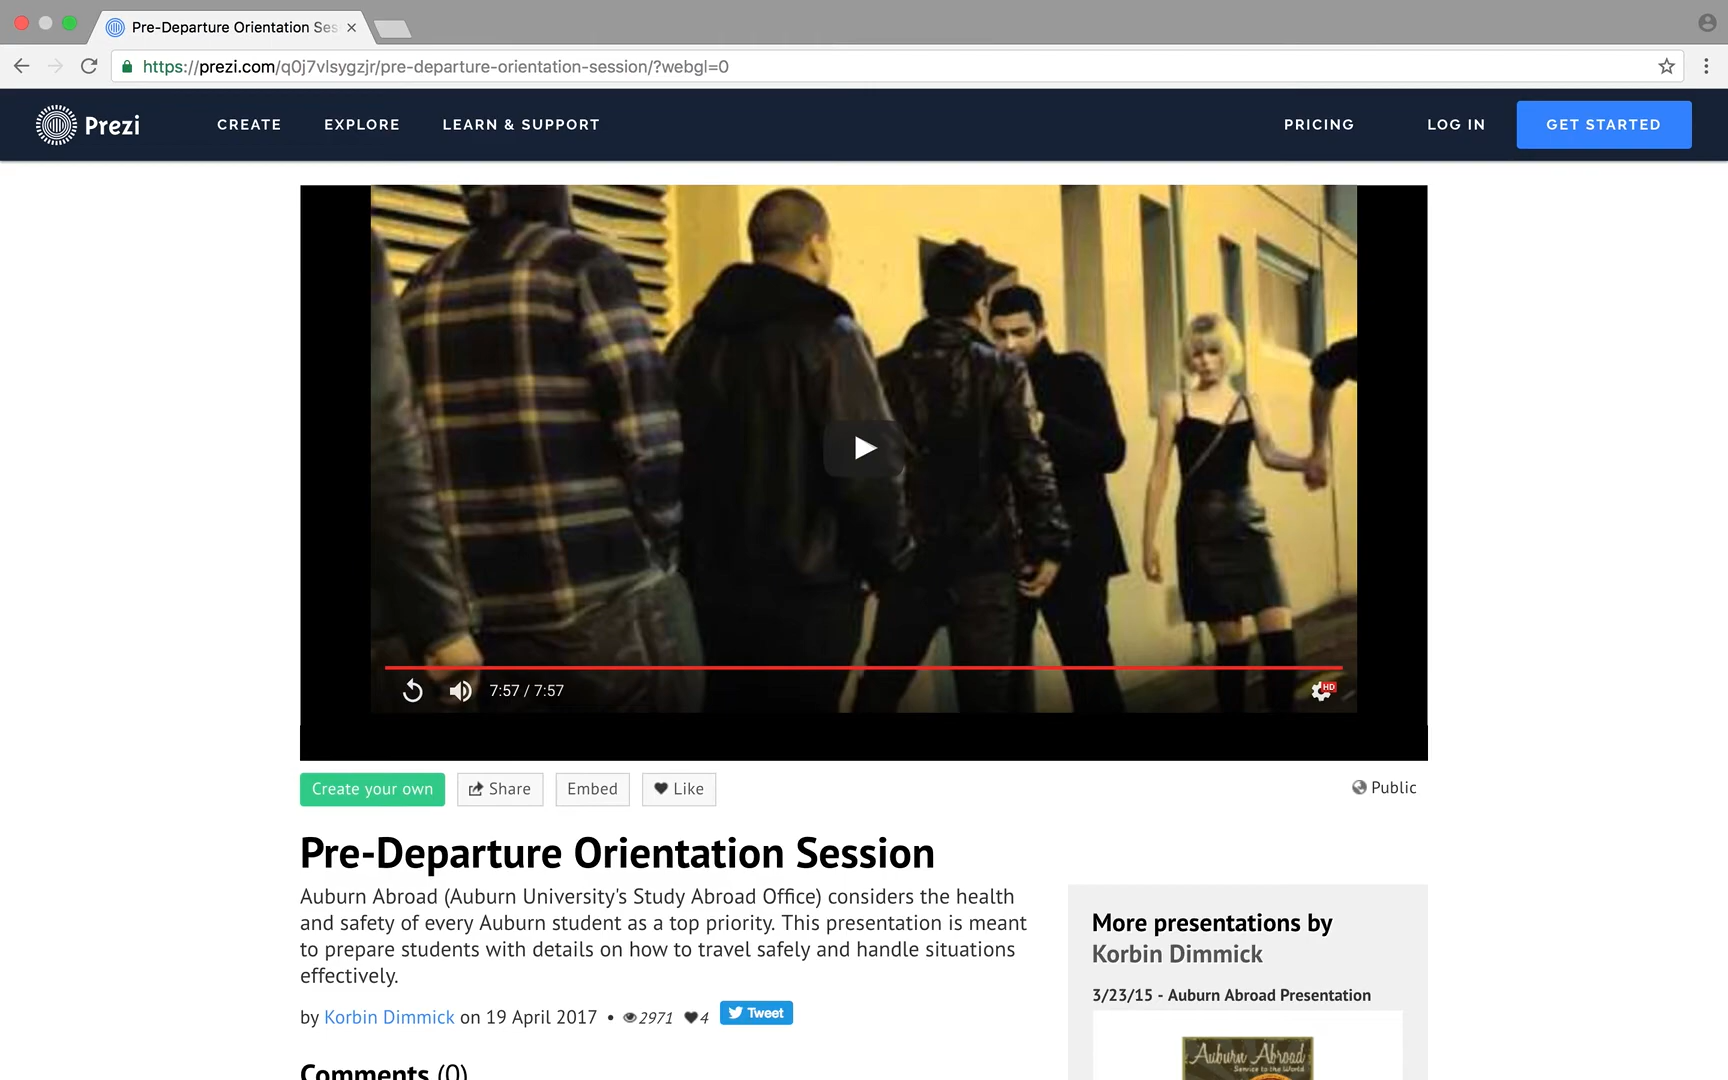 Pre-Departure Orientation Ses
https://prezi.com/q0j7vlsygzjr/pre-departure-orientation-session/?webgl=0
Prezi
CREATE
EXPLORE
LEARN & SUPPORT
PRICING
LOG IN
GET STARTED
7:57 / 7:57
HD
Create your own
Share
Embed
Like
Public
Pre-Departure Orientation Session
Auburn Abroad (Auburn University's Study Abroad Office) considers the health
and safety of every Auburn student as a top priority. This presentation is meant
to prepare students with details on how to travel safely and handle situations
effectively.
by Korbin Dimmick on 19 April 2017 • 2971 4 Tweet
Comments (0)
More presentations by
Korbin Dimmick
3/23/15 - Auburn Abroad Presentation
Auburn Abroad
Service to the World